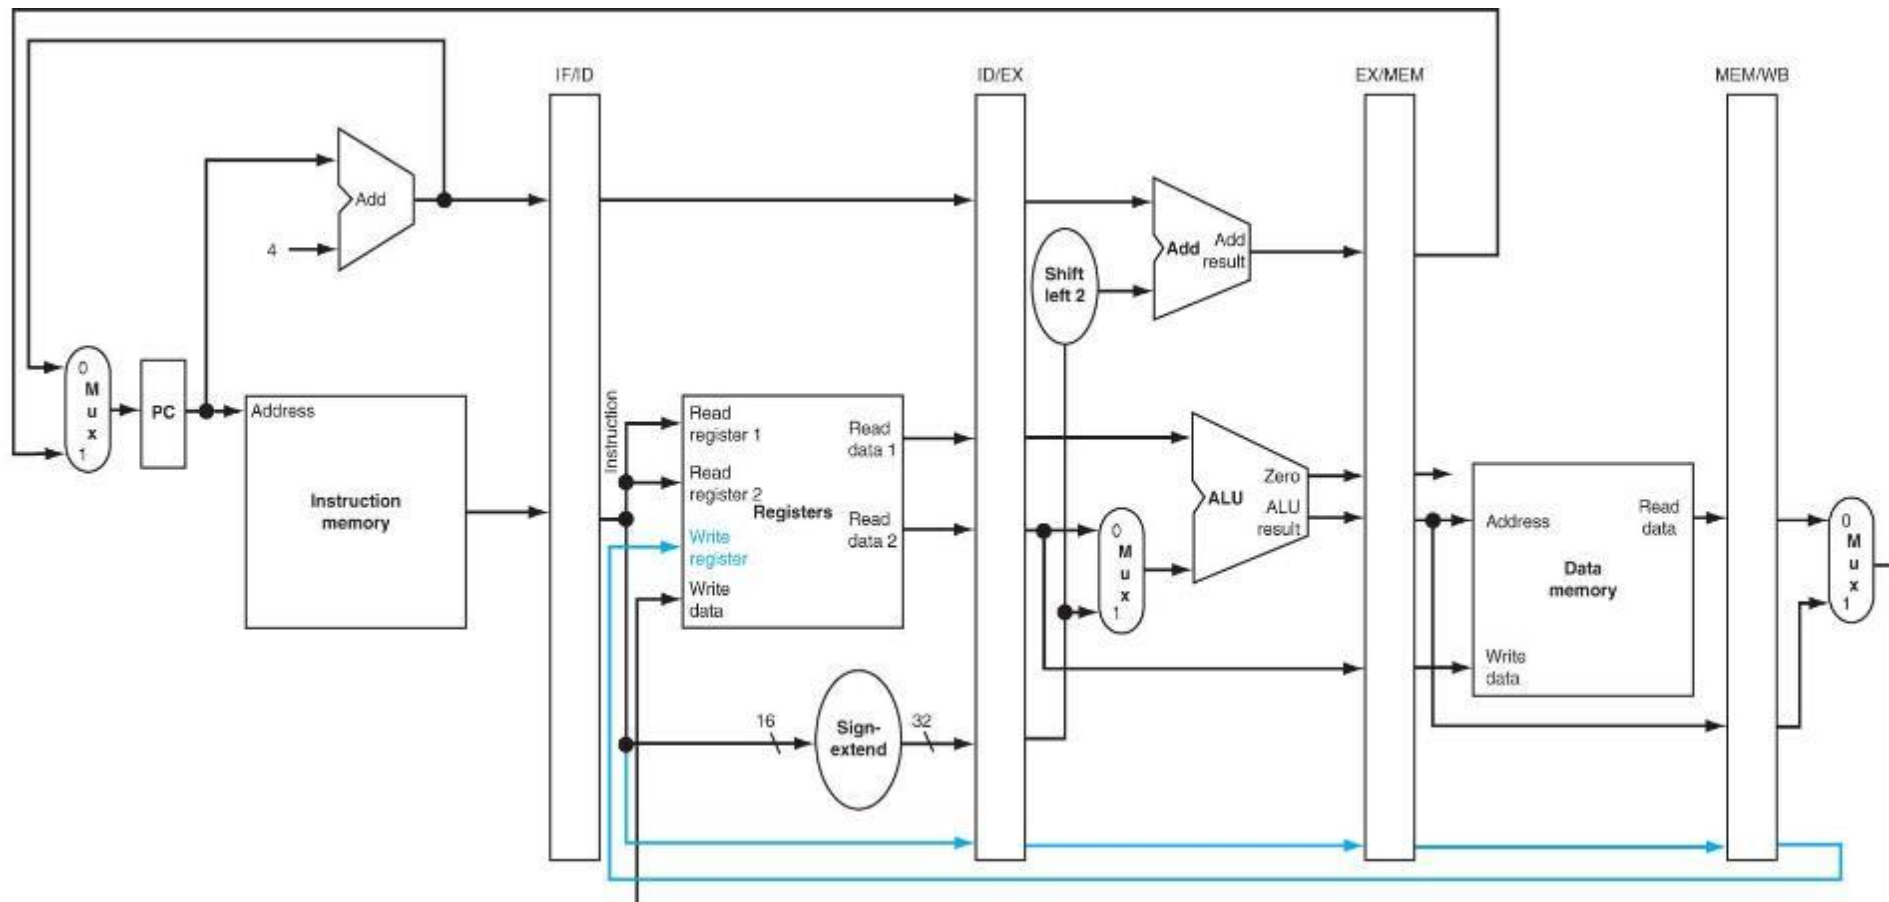 IF/ID
ID/EX
EX/MEM
MEM/WB
Add
4
Add
Add
result
Shift
left 2
0
M
u
x
1
PC
Address
Instruction
memory
Instruction
Read
register 1
Read
register 2
Write
register
Write
data
Registers
Read
data 1
Read
data 2
16
Sign-
extend
32
0
M
u
x
1
Zero
ALU
ALU
result
Address
Read
data
Data
memory
Write
data
0
M
u
x
1